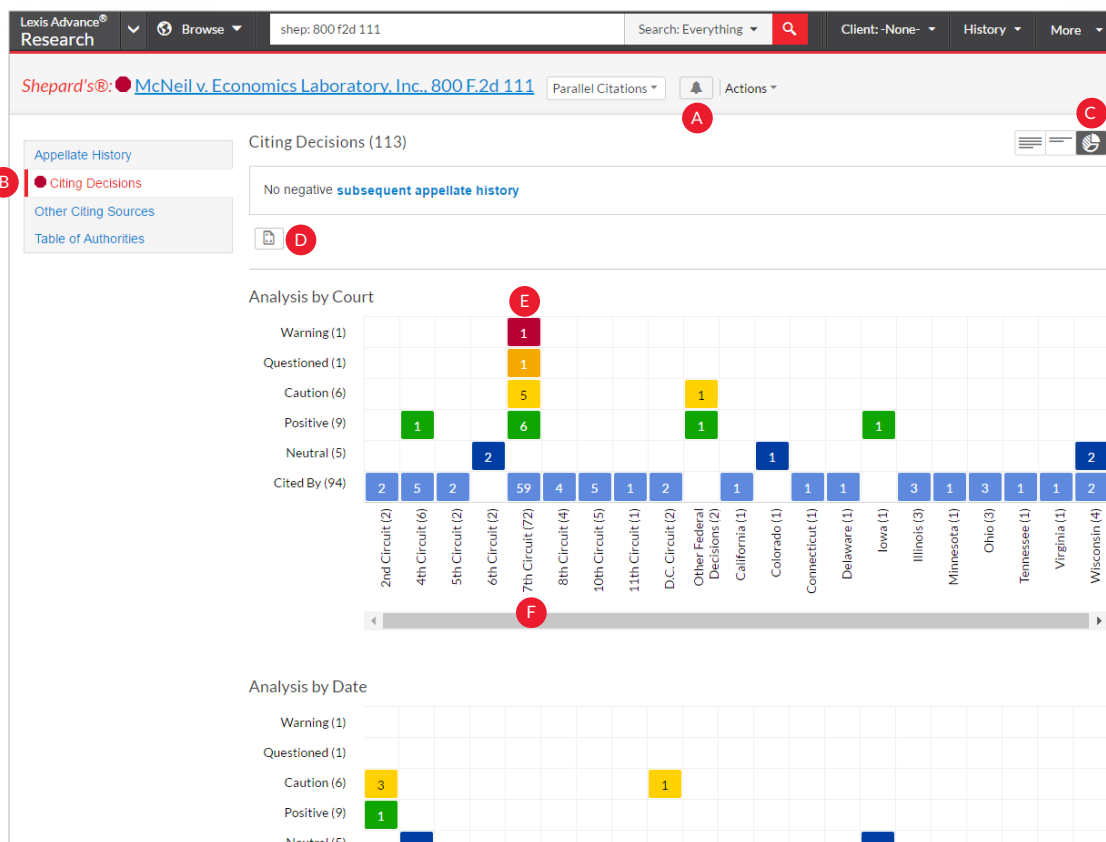 Lexis Advance®
Research
Browse
shep: 800 f2d 111
Search: Everything
Client: -None-
History
More
Shepard's®: McNeil v. Economics Laboratory, Inc., 800 F.2d 111
Parallel Citations
Actions
A
C
Appellate History
B
Citing Decisions
Other Citing Sources
Table of Authorities
Citing Decisions (113)
No negative subsequent appellate history
D
Analysis by Court
E
Warning (1) 1
Questioned (1) 1
Caution (6) 5 1
Positive (9) 1 6 1 1
Neutral (5) 2 1 2
Cited By (94) 2 5 2 59 4 5 1 2 1 1 1 3 1 3 1 1 2
2nd Circuit (2)
4th Circuit (6)
5th Circuit (2)
6th Circuit (2)
7th Circuit (72)
8th Circuit (4)
10th Circuit (5)
11th Circuit (1)
D.C. Circuit (2)
Other Federal
Decisions (2)
California (1)
Colorado (1)
Connecticut (1)
Delaware (1)
Iowa (1)
Illinois (3)
Minnesota (1)
Ohio (3)
Tennessee (1)
Virginia (1)
Wisconsin (4)
F
Analysis by Date
Warning (1)
Questioned (1)
Caution (6) 3 1
Positive (9) 1
Neutral (5)